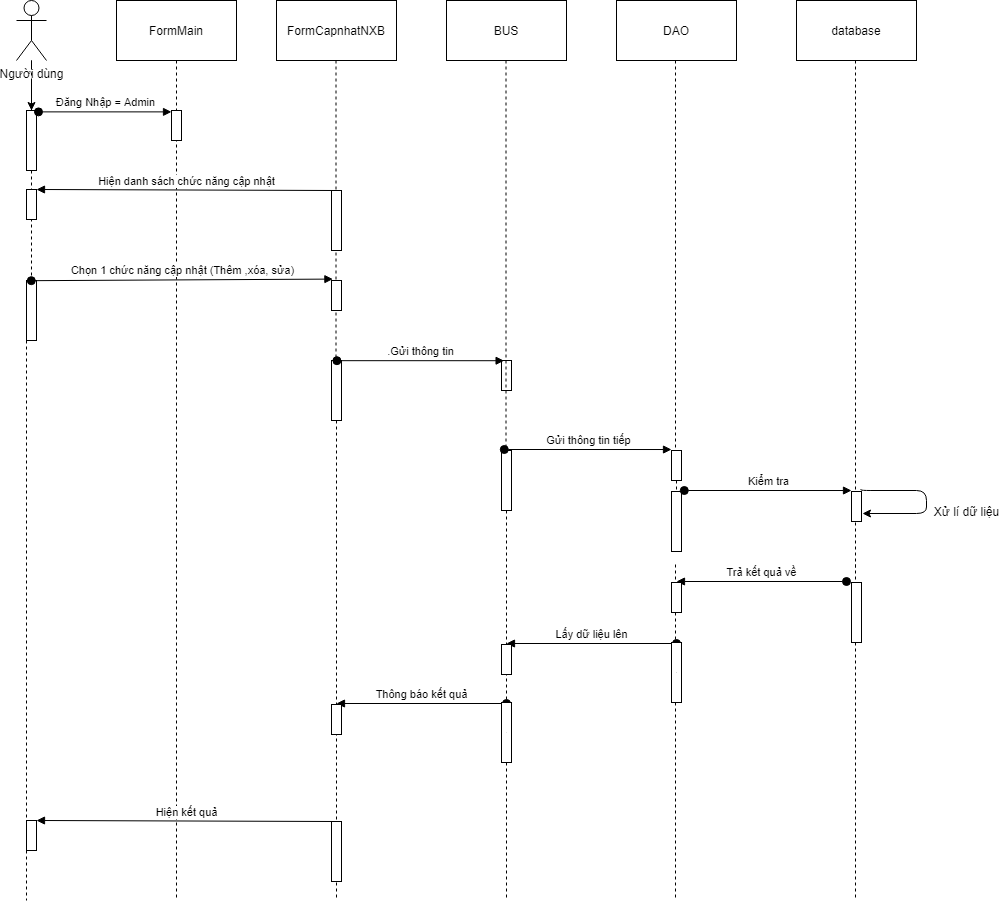 FormMain
FormCapnhatNXB
BUS
DAO
database
Người dùng
Đăng Nhập = Admin
Hiện danh sách chức năng cập nhật
Chọn 1 chức năng cập nhật (Thêm ,xóa, sửa)
.Gửi thông tin
Gửi thông tin tiếp
Kiểm tra
Xử lí dữ liệu
Trả kết quả về
Lấy dữ liệu lên
Thông báo kết quả
Hiện kết quả